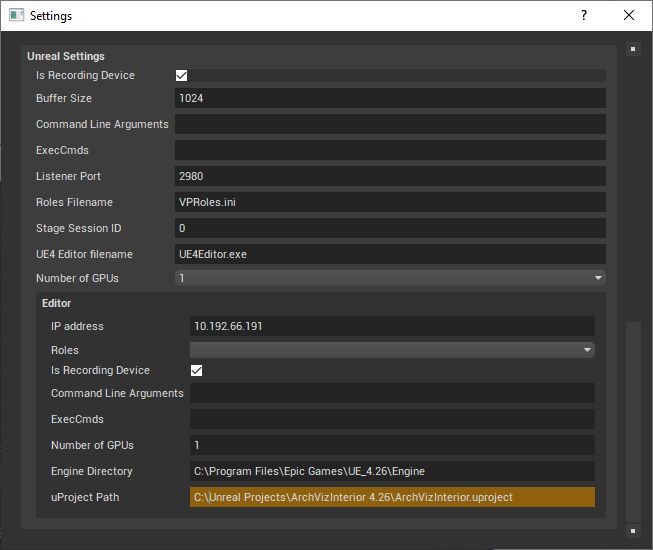 Settings
Unreal Settings
Is Recording Device
Buffer Size 1024
Command Line Arguments
ExecCmds
Listener Port 2980
Roles Filename VPRoles.ini
Stage Session ID 0
UE4 Editor filename UE4Editor.exe
Number of GPUs 1
Editor
IP address 10.192.66.191
Roles
Is Recording Device
Command Line Arguments
ExecCmds
Number of GPUs 1
Engine Directory C:\Program Files\Epic Games\UE_4.26\Engine
uProject Path C:\Unreal Projects\ArchVizInterior 4.26\ArchVizInterior.uproject